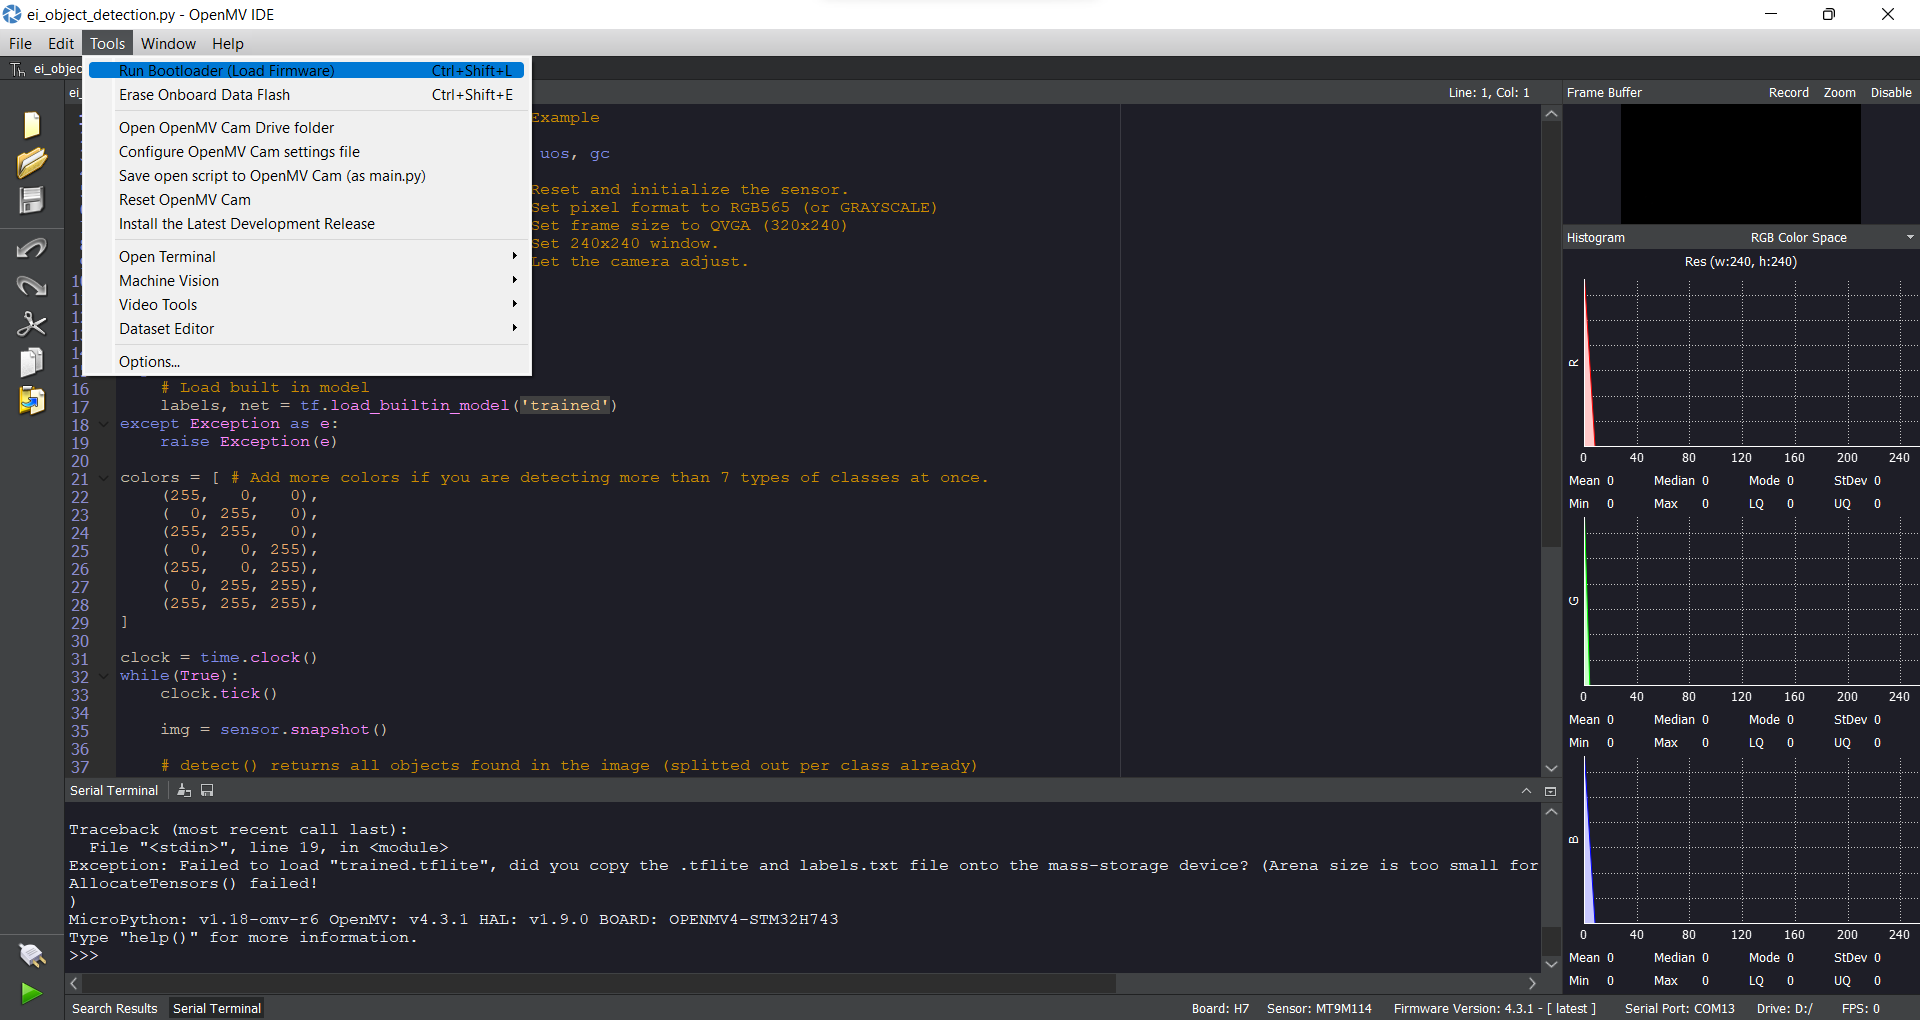 ei_object_detection.py - OpenMV IDE
File Edit Tools Window Help
ei_objec
Run Bootloader (Load Firmware) Ctrl+Shift+L
Erase Onboard Data Flash Ctrl+Shift+E
Open OpenMV Cam Drive folder
Configure OpenMV Cam settings file
Save open script to OpenMV Cam (as main.py)
Reset OpenMV Cam
Install the Latest Development Release
Open Terminal
Machine Vision
Video Tools
Dataset Editor
Options...
ei_
Line: 1, Col: 1
Example
uos, gc
Reset and initialize the sensor.
Set pixel format to RGB565 (or GRAYSCALE)
Set frame size to QVGA (320x240)
Set 240x240 window.
Let the camera adjust.
16 # Load built in model
17 labels, net = tf.load_builtin_model('trained')
18 except Exception as e:
19 raise Exception(e)
20
21 colors = [ # Add more colors if you are detecting more than 7 types of classes at once.
22 (255, 0, 0),
23 ( 0, 255, 0),
24 (255, 255, 0),
25 ( 0, 0, 255),
26 (255, 0, 255),
27 ( 0, 255, 255),
28 (255, 255, 255),
29 ]
30
31 clock = time.clock()
32 while(True):
33 clock.tick()
34
35 img = sensor.snapshot()
36
37 # detect() returns all objects found in the image (splitted out per class already)
Serial Terminal
Traceback (most recent call last):
File "<stdin>", line 19, in <module>
Exception: Failed to load "trained.tflite", did you copy the .tflite and labels.txt file onto the mass-storage device? (Arena size is too small for
AllocateTensors() failed!
)
MicroPython: v1.18-omv-r6 OpenMV: v4.3.1 HAL: v1.9.0 BOARD: OPENMV4-STM32H743
Type "help()" for more information.
>>>
Frame Buffer Record Zoom Disable
Histogram RGB Color Space
Res (w:240, h:240)
R
0 40 80 120 160 200 240
Mean 0 Median 0 Mode 0 StDev 0
Min 0 Max 0 LQ 0 UQ 0
G
0 40 80 120 160 200 240
Mean 0 Median 0 Mode 0 StDev 0
Min 0 Max 0 LQ 0 UQ 0
B
0 40 80 120 160 200 240
Mean 0 Median 0 Mode 0 StDev 0
Min 0 Max 0 LQ 0 UQ 0
Search Results Serial Terminal
Board: H7 Sensor: MT9M114 Firmware Version: 4.3.1 - [ latest ] Serial Port: COM13 Drive: D:/ FPS: 0